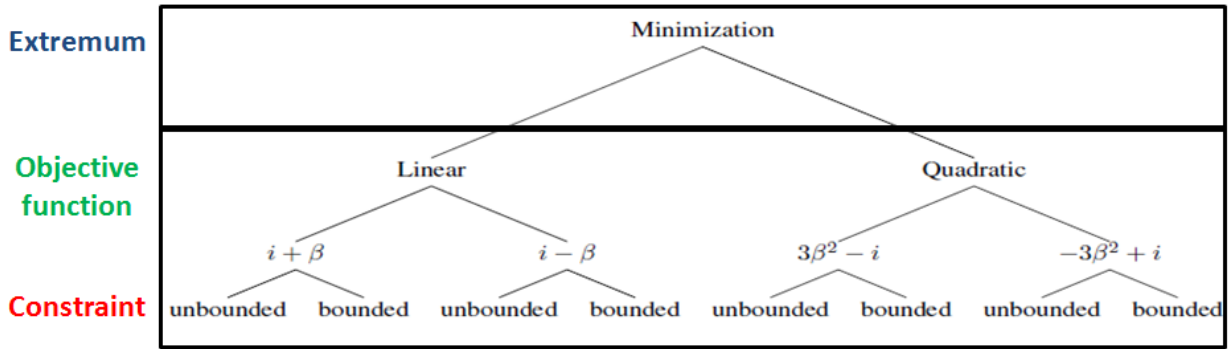 Extremum
Minimization
Objective
function
Linear Quadratic
i + β i − β 3β² − i −3β² + i
Constraint
unbounded bounded unbounded bounded unbounded bounded unbounded bounded